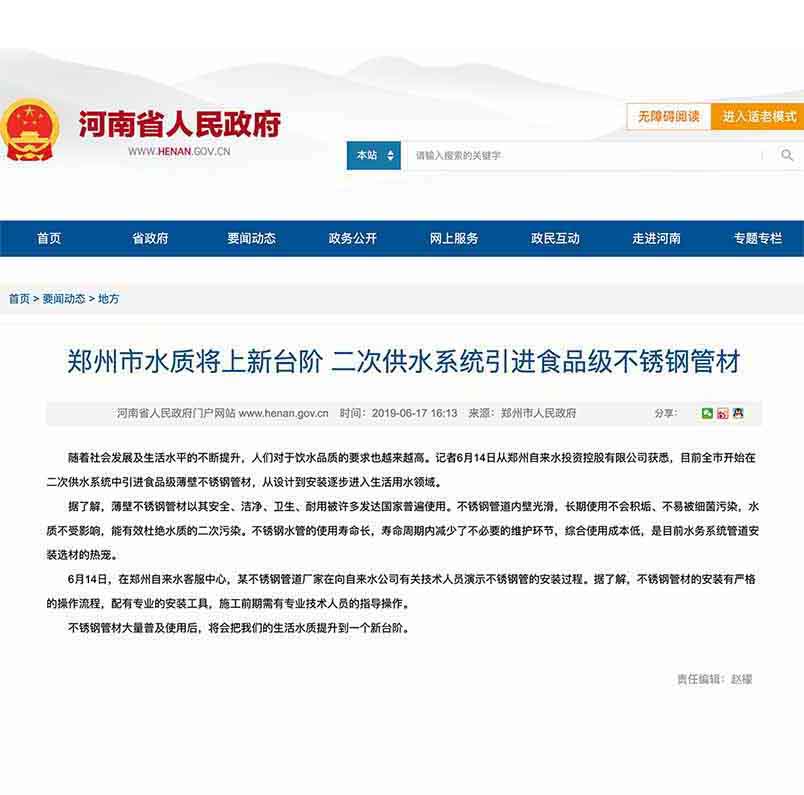 河南省人民政府
WWW.HENAN.GOV.CN
无障碍阅读
进入适老模式
本站
请输入搜索的关键字
首页 省政府 要闻动态 政务公开 网上服务 政民互动 走进河南 专题专栏
首页 > 要闻动态 > 地方
郑州市水质将上新台阶 二次供水系统引进食品级不锈钢管材
河南省人民政府门户网站 www.henan.gov.cn 时间：2019-06-17 16:13 来源：郑州市人民政府 分享：
随着社会发展及生活水平的不断提升，人们对于饮水品质的要求也越来越高。记者6月14日从郑州自来水投资控股有限公司获悉，目前全市开始在
二次供水系统中引进食品级薄壁不锈钢管材，从设计到安装逐步进入生活用水领域。
据了解，薄壁不锈钢管材以其安全、洁净、卫生、耐用被许多发达国家普遍使用。不锈钢管道内壁光滑，长期使用不会积垢、不易被细菌污染，水
质不受影响，能有效杜绝水质的二次污染。不锈钢水管的使用寿命长，寿命周期内减少了不必要的维护环节，综合使用成本低，是目前水务系统管道安
装选材的热宠。
6月14日，在郑州自来水客服中心，某不锈钢管道厂家在向自来水公司有关技术人员演示不锈钢管的安装过程。据了解，不锈钢管材的安装有严格
的操作流程，配有专业的安装工具，施工前期需有专业技术人员的指导操作。
不锈钢管材大量普及使用后，将会把我们的生活水质提升到一个新台阶。
责任编辑：赵檬